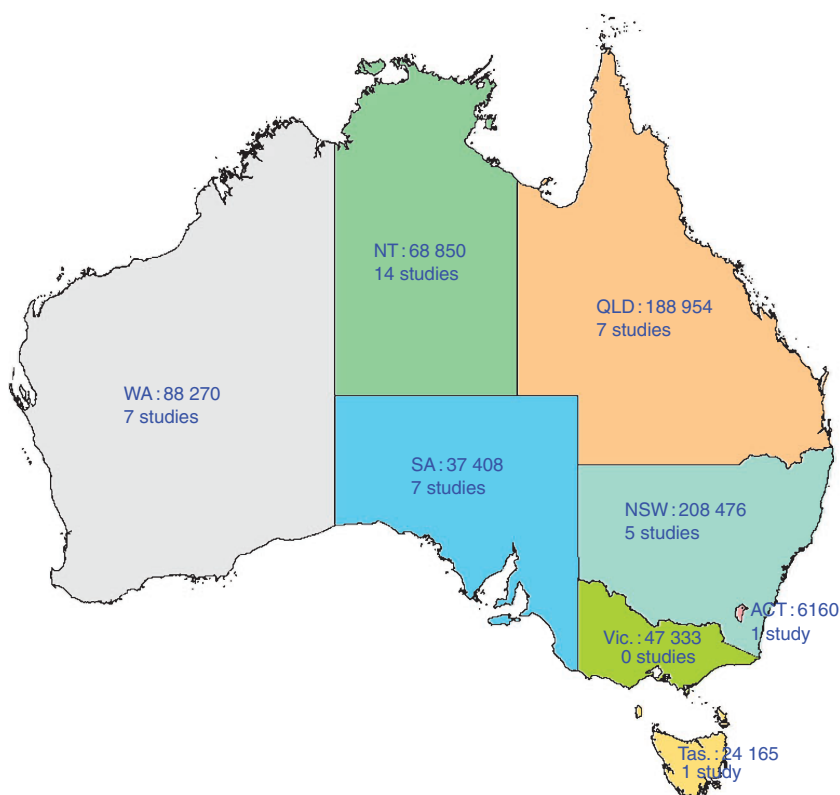 NT: 68 850
14 studies
QLD: 188 954
7 studies
WA: 88 270
7 studies
SA: 37 408
7 studies
NSW: 208 476
5 studies
ACT: 6160
1 study
Vic.: 47 333
0 studies
Tas.: 24 165
1 study